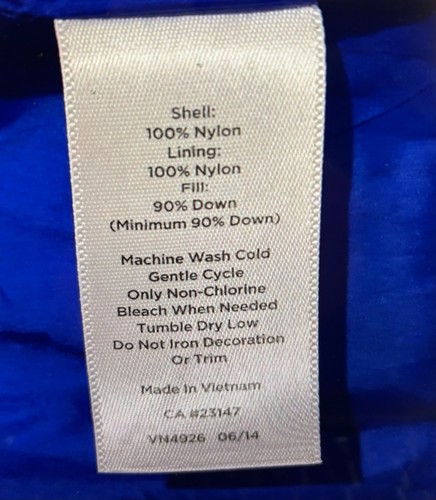 Shell:
100% Nylon
Lining:
100% Nylon
Fill:
90% Down
(Minimum 90% Down)
Machine Wash Cold
Gentle Cycle
Only Non-Chlorine
Bleach When Needed
Tumble Dry Low
Do Not Iron Decoration
Or Trim
Made In Vietnam
CA #23147
VN4926 06/14